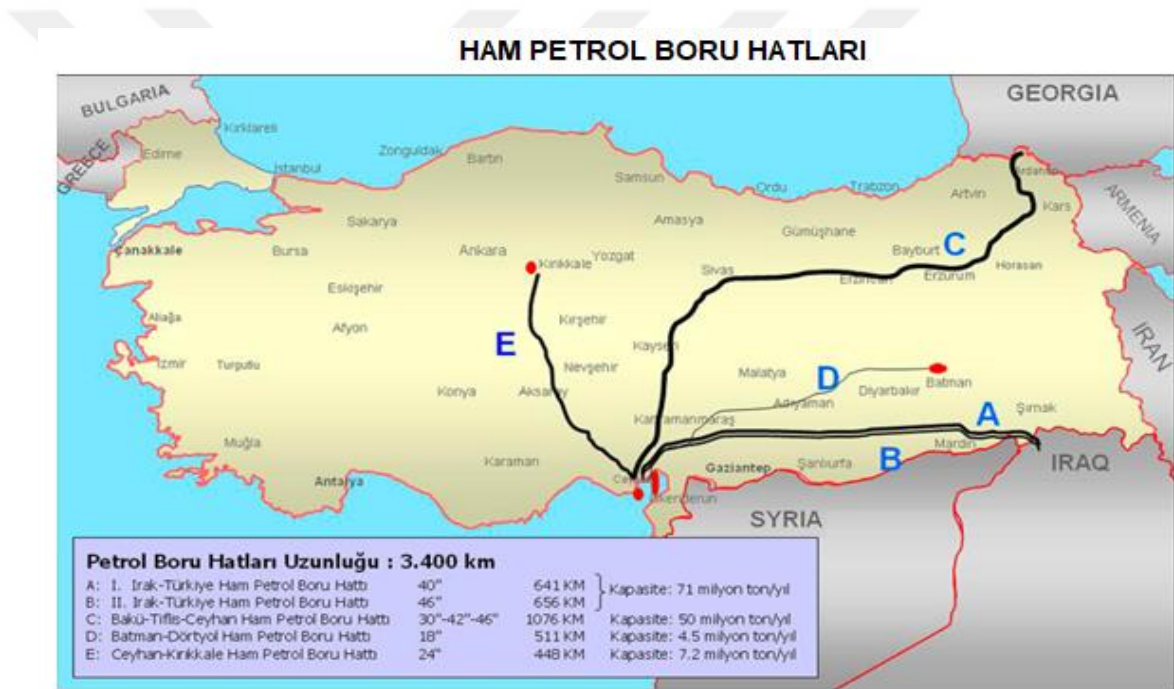 HAM PETROL BORU HATLARI
BULGARIA
GEORGIA
Kırklareli
GREECE
Edirne
Zonguldak
Bartın
İstanbul
Samsun
Ordu
Trabzon
Artvin
Ardahan
ARMENIA
Kars
Sakarya
Amasya
Gümüşhane
Çanakkale
Bursa
Ankara
Kırıkkale
Yozgat
Bayburt
C
Sivas
Erzincan
Erzurum
Horasan
Eskişehir
Aliağa
Afyon
Kırşehir
IRAN
E
Kayseri
İzmir
Turgutlu
Nevşehir
Malatya
D
Diyarbakır
Batman
Konya
Aksaray
Adıyaman
A
Şırnak
Kahramanmaraş
Muğla
Mardin
Karaman
Gaziantep
Şanlıurfa
B
IRAQ
Antalya
İskenderun
SYRIA
Petrol Boru Hatları Uzunluğu : 3.400 km
A: I. Irak-Türkiye Ham Petrol Boru Hattı 40" 641 KM
Kapasite: 71 milyon ton/yıl
B: II. Irak-Türkiye Ham Petrol Boru Hattı 46" 656 KM
C: Bakü-Tiflis-Ceyhan Ham Petrol Boru Hattı 30"-42"-46" 1076 KM Kapasite: 50 milyon ton/yıl
D: Batman-Dörtyol Ham Petrol Boru Hattı 18" 511 KM Kapasite: 4.5 milyon ton/yıl
E: Ceyhan-Kırıkkale Ham Petrol Boru Hattı 24" 448 KM Kapasite: 7.2 milyon ton/yıl